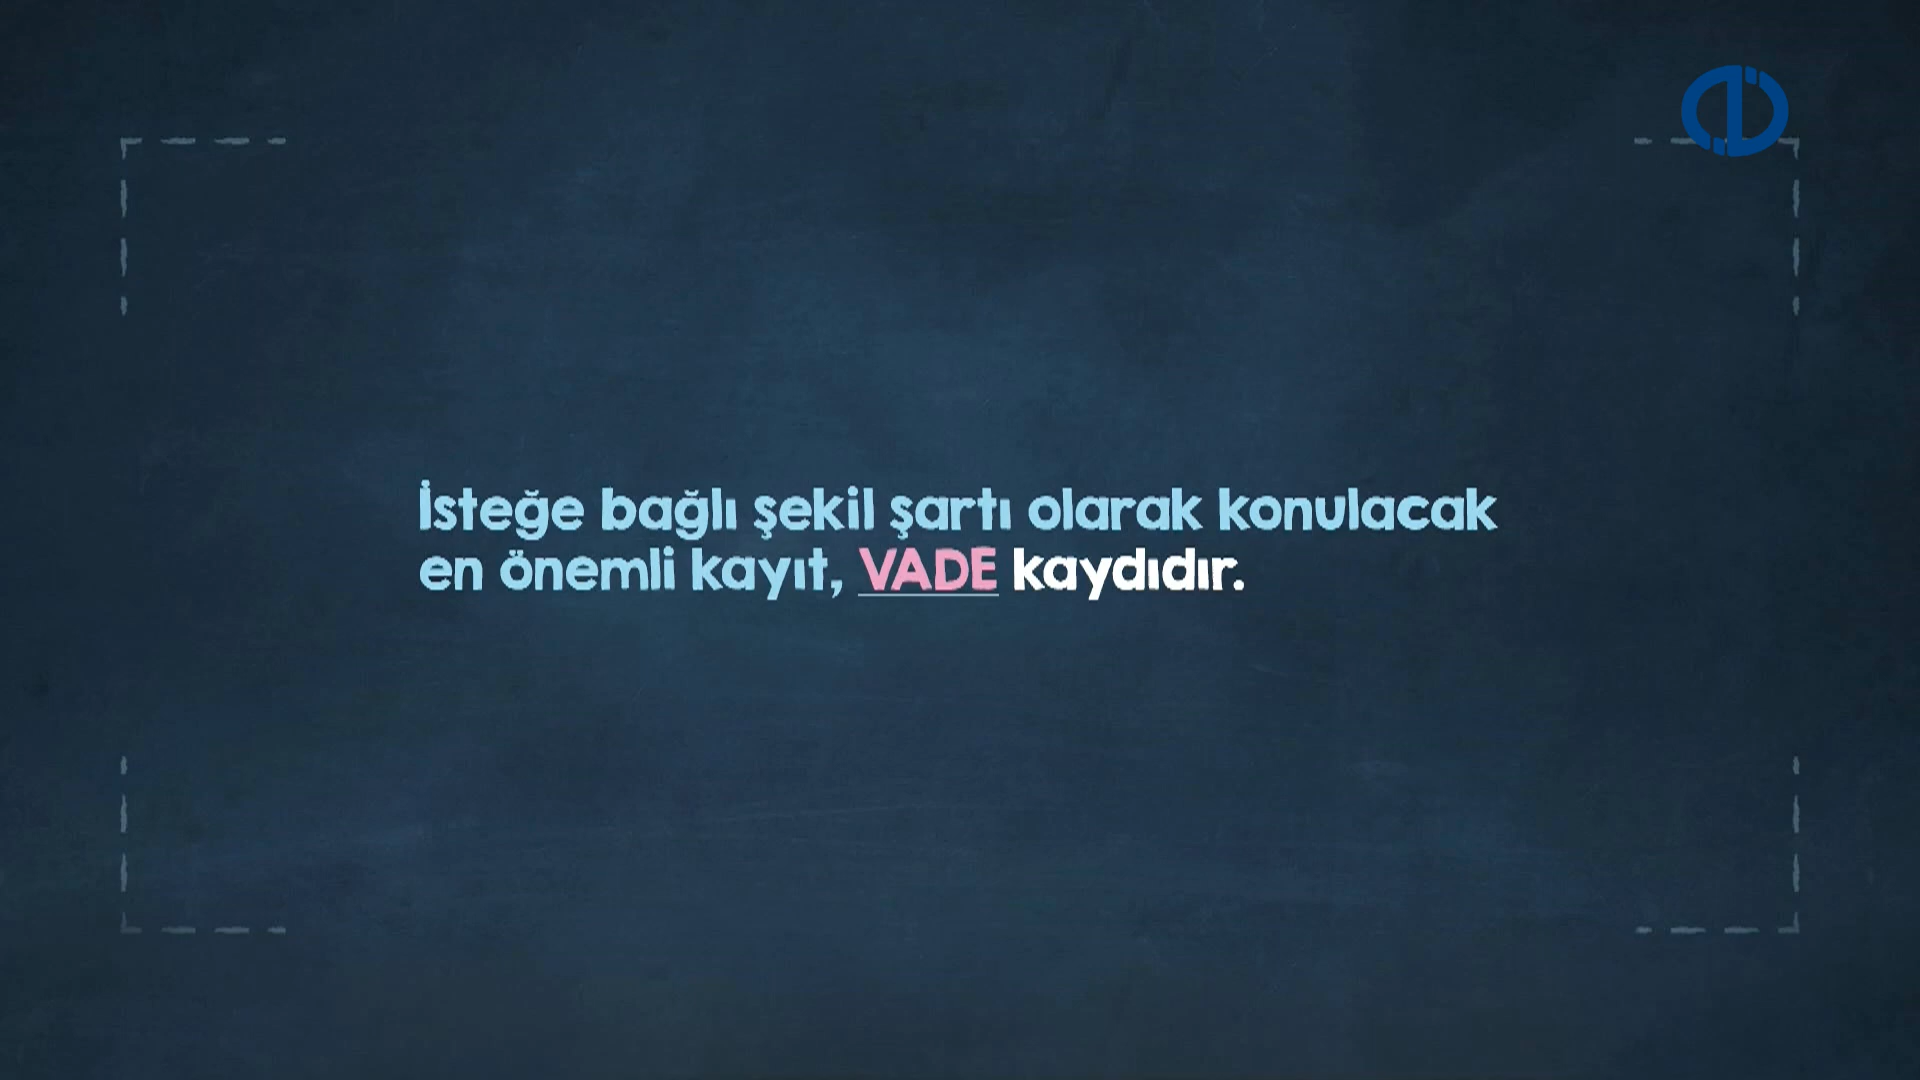 İsteğe bağlı şekil şartı olarak konulacak
en önemli kayıt, VADE kaydıdır.